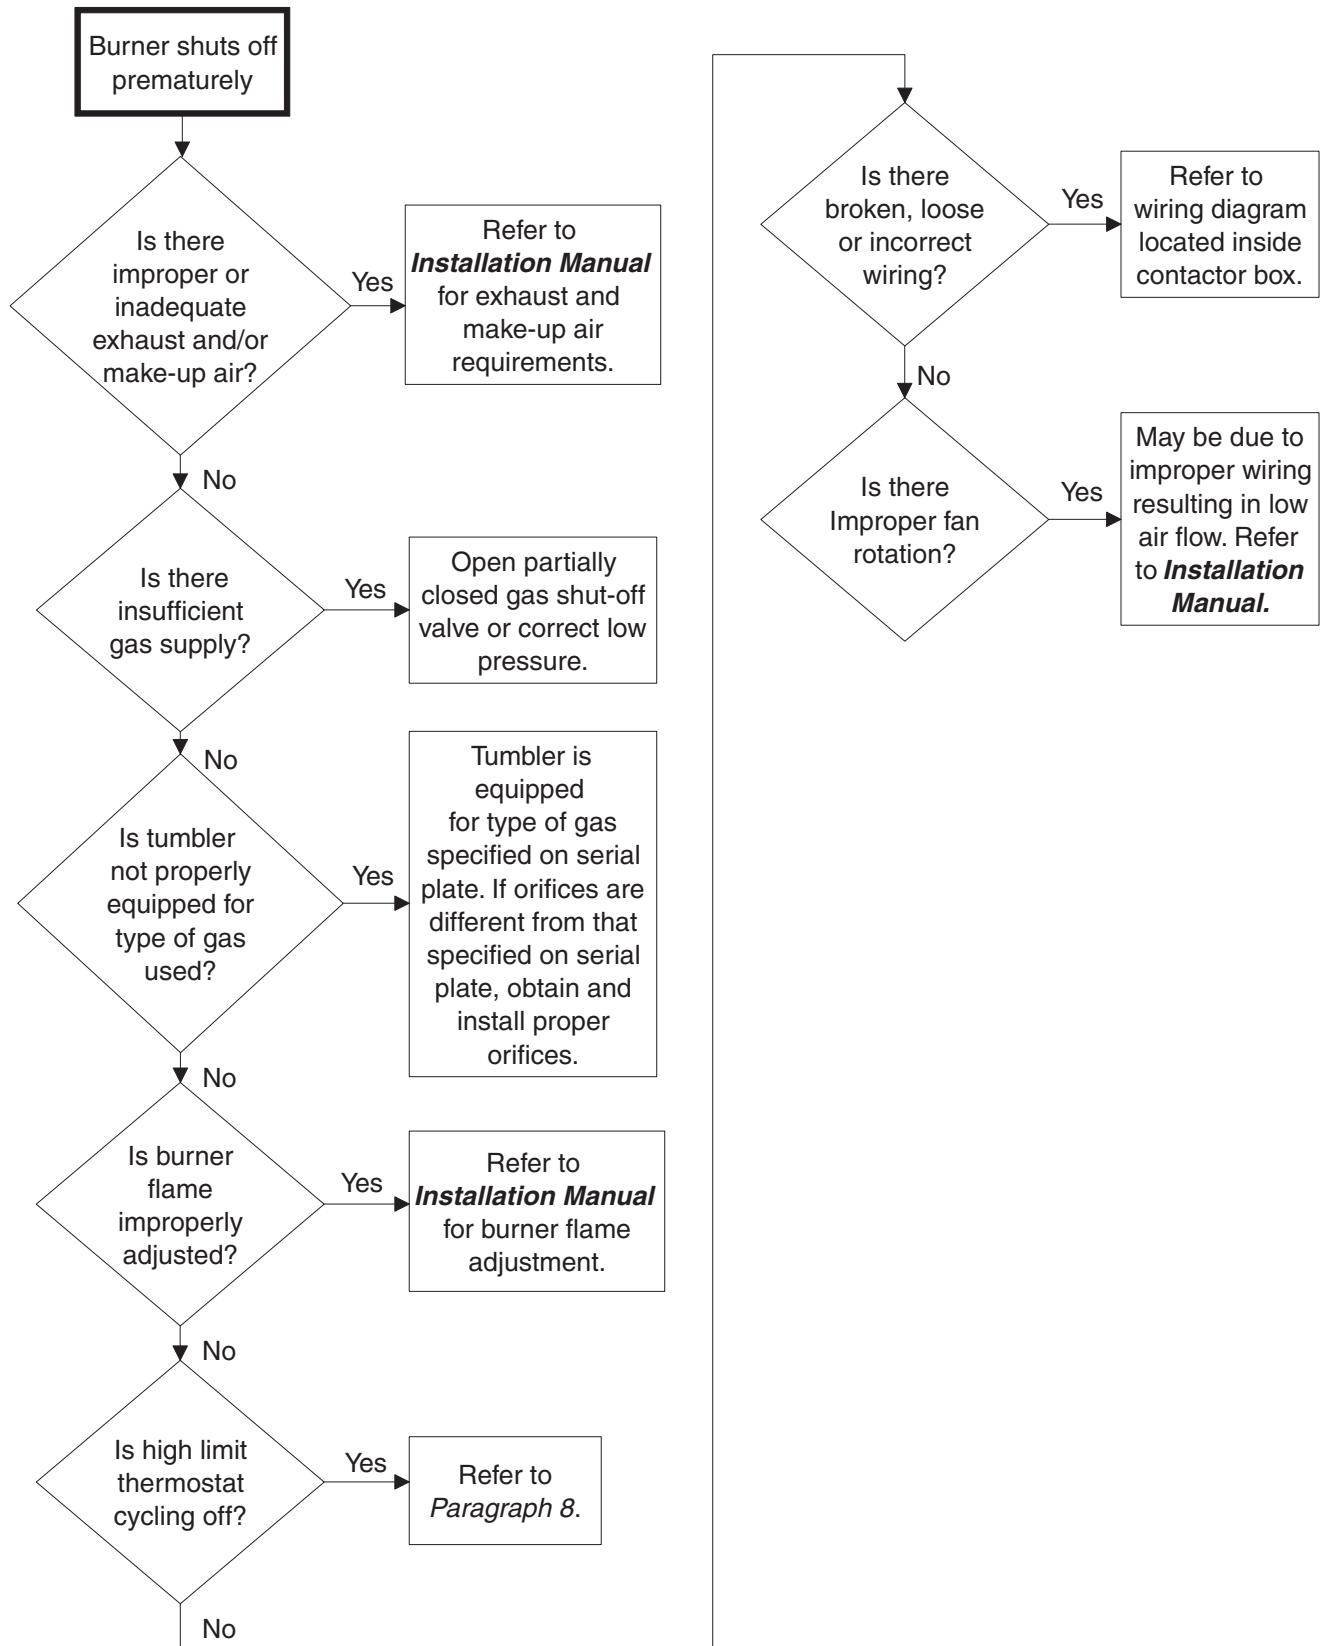 Burner shuts off
prematurely
Is there
improper or
inadequate
exhaust and/or
make-up air?
Yes
Refer to
Installation Manual
for exhaust and
make-up air
requirements.
No
Is there
insufficient
gas supply?
Yes
Open partially
closed gas shut-off
valve or correct low
pressure.
No
Is tumbler
not properly
equipped for
type of gas
used?
Yes
Tumbler is
equipped
for type of gas
specified on serial
plate. If orifices are
different from that
specified on serial
plate, obtain and
install proper
orifices.
No
Is burner
flame
improperly
adjusted?
Yes
Refer to
Installation Manual
for burner flame
adjustment.
No
Is high limit
thermostat
cycling off?
Yes
Refer to
Paragraph 8.
No
Is there
broken, loose
or incorrect
wiring?
Yes
Refer to
wiring diagram
located inside
contactor box.
No
Is there
Improper fan
rotation?
Yes
May be due to
improper wiring
resulting in low
air flow. Refer
to Installation
Manual.